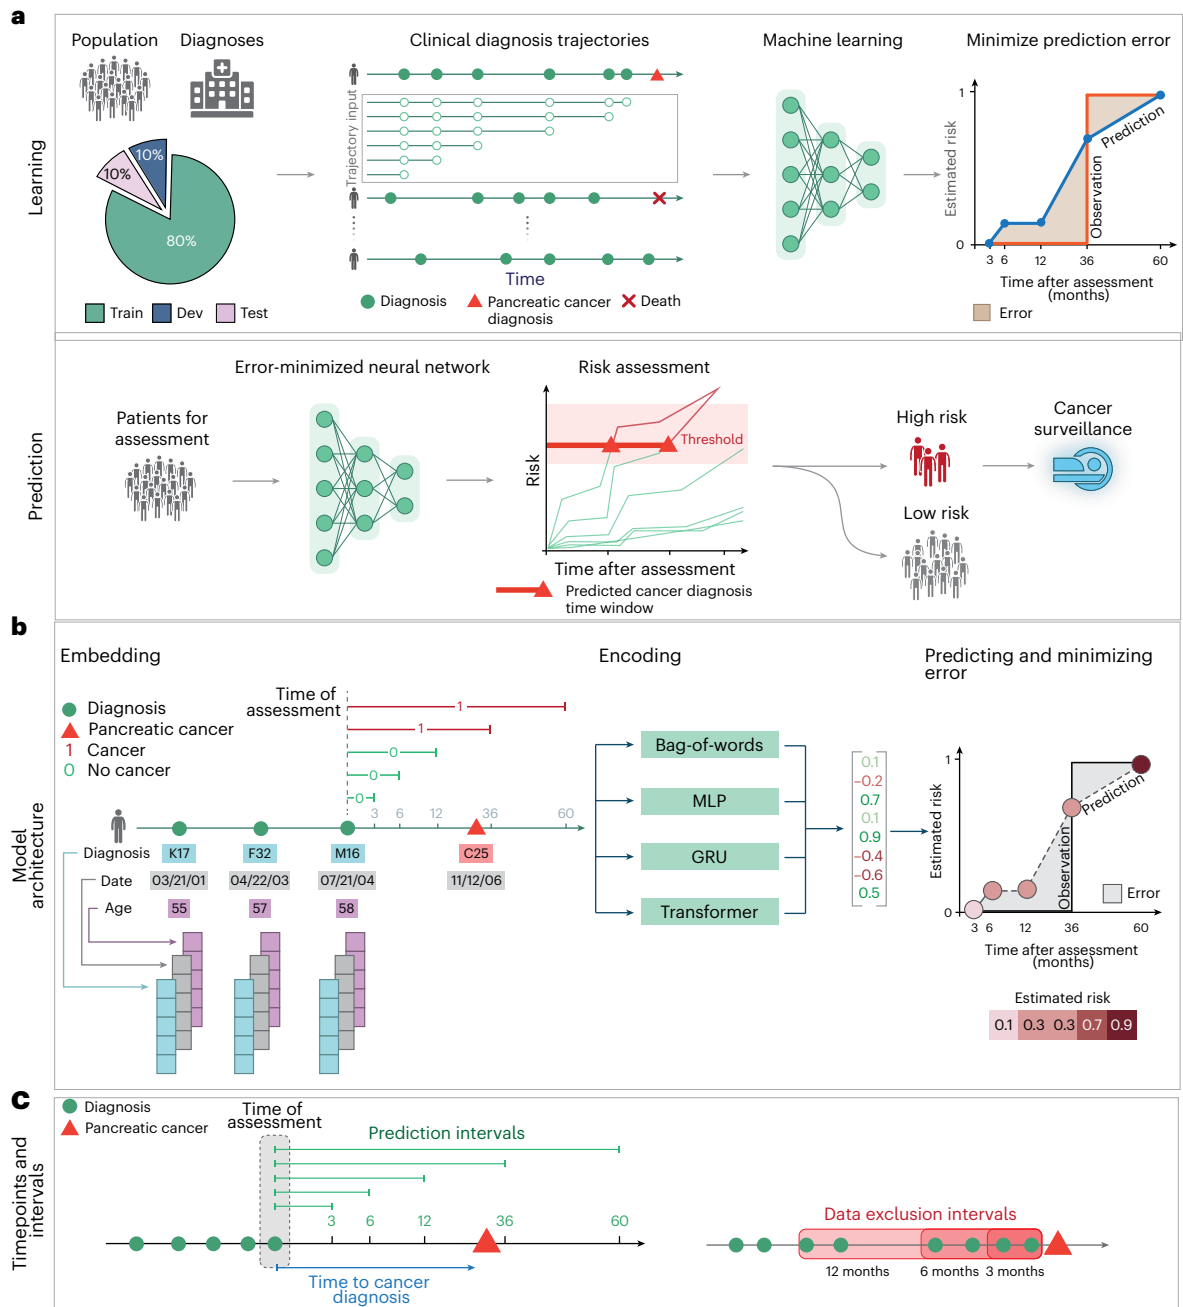 a
Learning
Population
Diagnoses
10%
10%
80%
Train
Dev
Test
Clinical diagnosis trajectories
Trajectory input
Time
Diagnosis
Pancreatic cancer
diagnosis
Death
Machine learning
Minimize prediction error
Estimated risk
1
0
Prediction
Observation
3 6 12 36 60
Time after assessment
(months)
Error
Prediction
Patients for
assessment
Error-minimized neural network
Risk assessment
Risk
Threshold
Time after assessment
Predicted cancer diagnosis
time window
High risk
Low risk
Cancer
surveillance
b
Model
architecture
Embedding
Diagnosis
Pancreatic cancer
1 Cancer
0 No cancer
Time of
assessment
1
1
0
0
0
3 6 12 36 60
Diagnosis K17 F32 M16 C25
Date 03/21/01 04/22/03 07/21/04 11/12/06
Age 55 57 58
Encoding
Bag-of-words
MLP
GRU
Transformer
0.1
−0.2
0.7
0.1
0.9
−0.4
−0.6
0.5
Predicting and minimizing
error
Estimated risk
1
0
Prediction
Observation
Error
3 6 12 36 60
Time after assessment
(months)
Estimated risk
0.1 0.3 0.3 0.7 0.9
c
Timepoints and
intervals
Diagnosis
Pancreatic cancer
Time of
assessment
Prediction intervals
3 6 12 36 60
Time to cancer
diagnosis
Data exclusion intervals
12 months 6 months 3 months